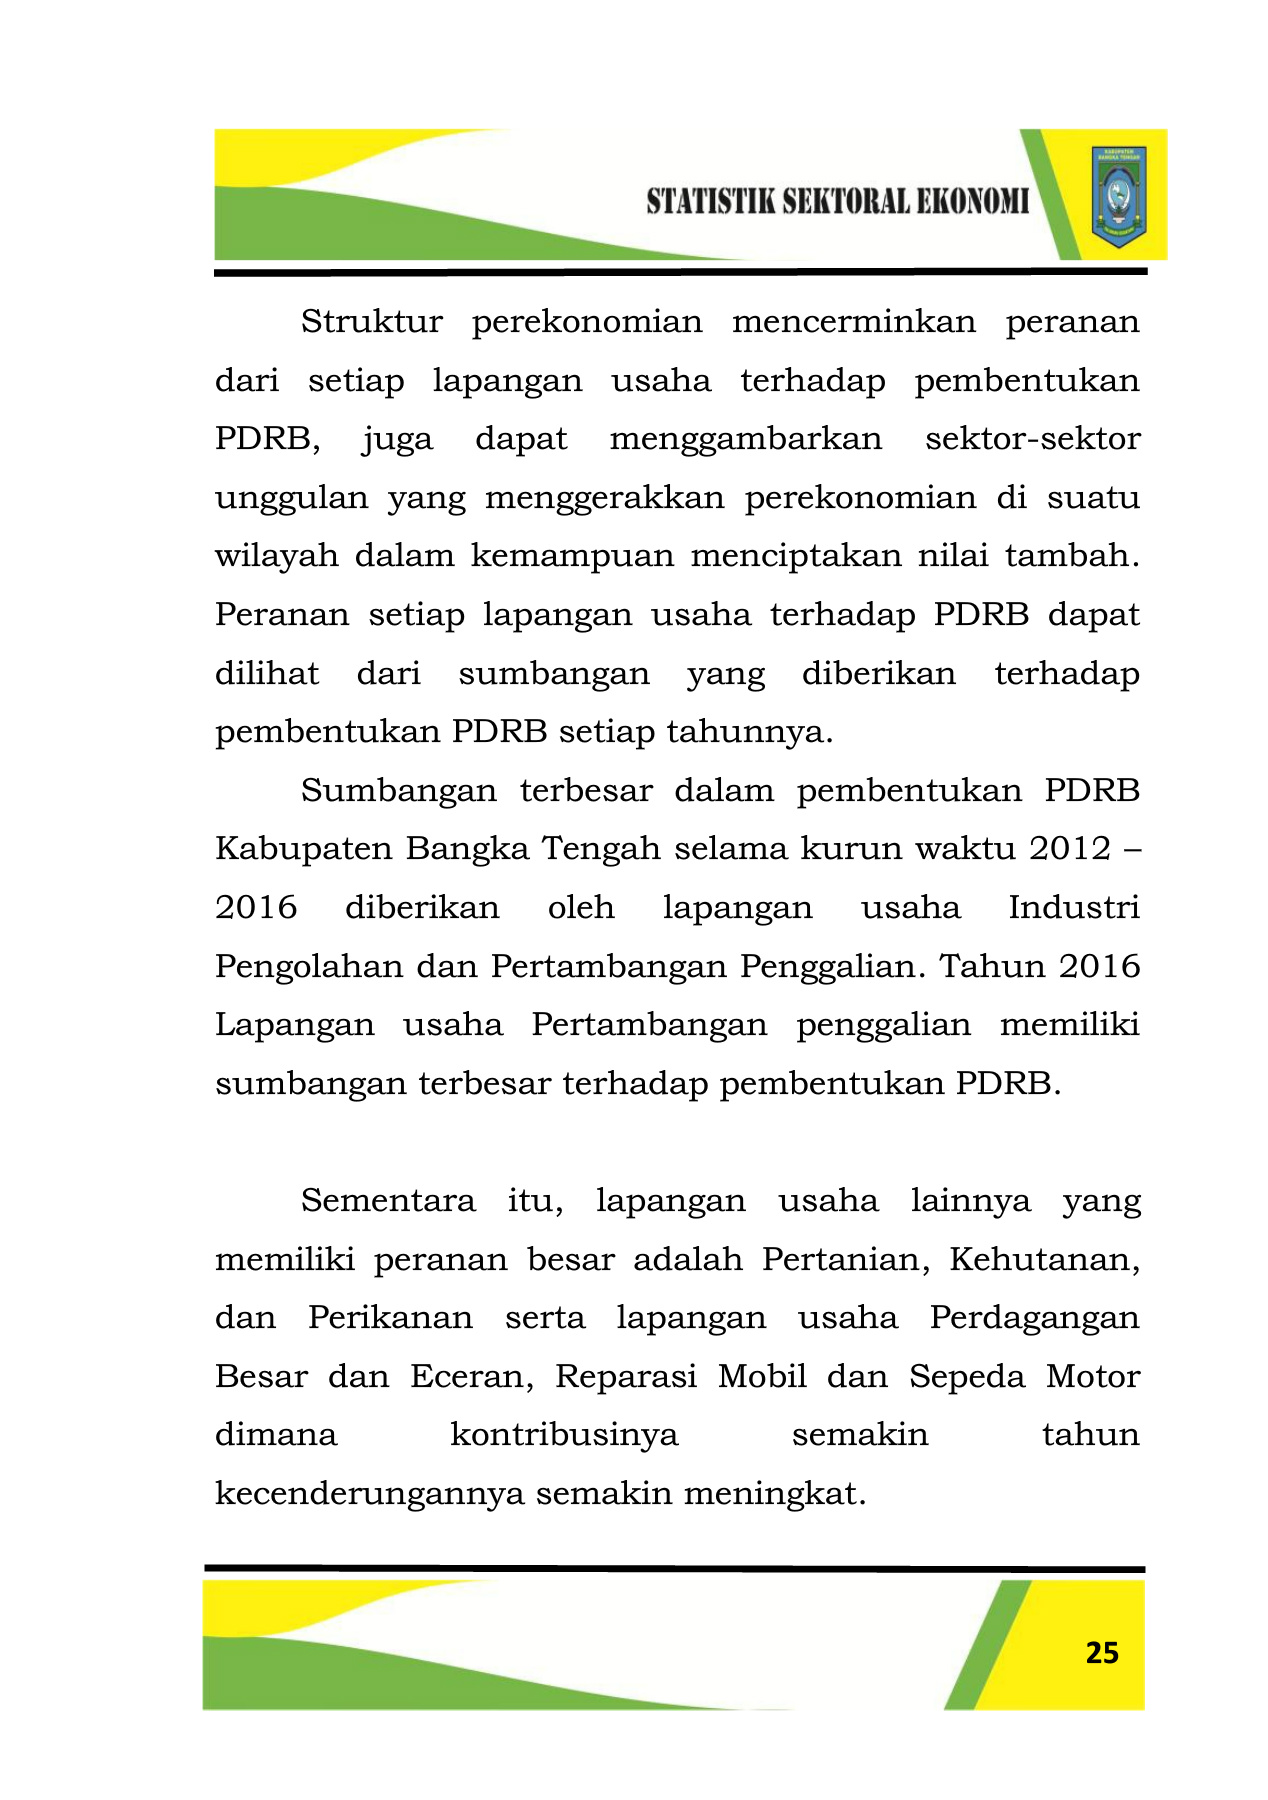 STATISTIK SEKTORAL EKONOMI
KABUPATEN
BANGKA TENGAH
Struktur perekonomian mencerminkan peranan
dari setiap lapangan usaha terhadap pembentukan
PDRB, juga dapat menggambarkan sektor-sektor
unggulan yang menggerakkan perekonomian di suatu
wilayah dalam kemampuan menciptakan nilai tambah.
Peranan setiap lapangan usaha terhadap PDRB dapat
dilihat dari sumbangan yang diberikan terhadap
pembentukan PDRB setiap tahunnya.
Sumbangan terbesar dalam pembentukan PDRB
Kabupaten Bangka Tengah selama kurun waktu 2012 –
2016 diberikan oleh lapangan usaha Industri
Pengolahan dan Pertambangan Penggalian. Tahun 2016
Lapangan usaha Pertambangan penggalian memiliki
sumbangan terbesar terhadap pembentukan PDRB.
Sementara itu, lapangan usaha lainnya yang
memiliki peranan besar adalah Pertanian, Kehutanan,
dan Perikanan serta lapangan usaha Perdagangan
Besar dan Eceran, Reparasi Mobil dan Sepeda Motor
dimana kontribusinya semakin tahun
kecenderungannya semakin meningkat.
25